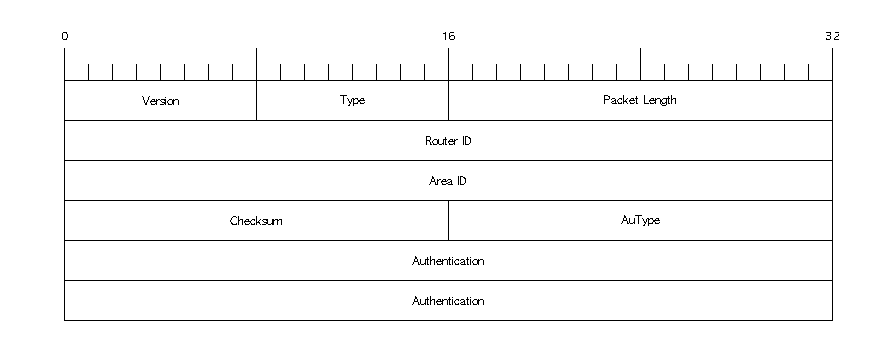 0 16 32
Version Type Packet Length
Router ID
Area ID
Checksum AuType
Authentication
Authentication